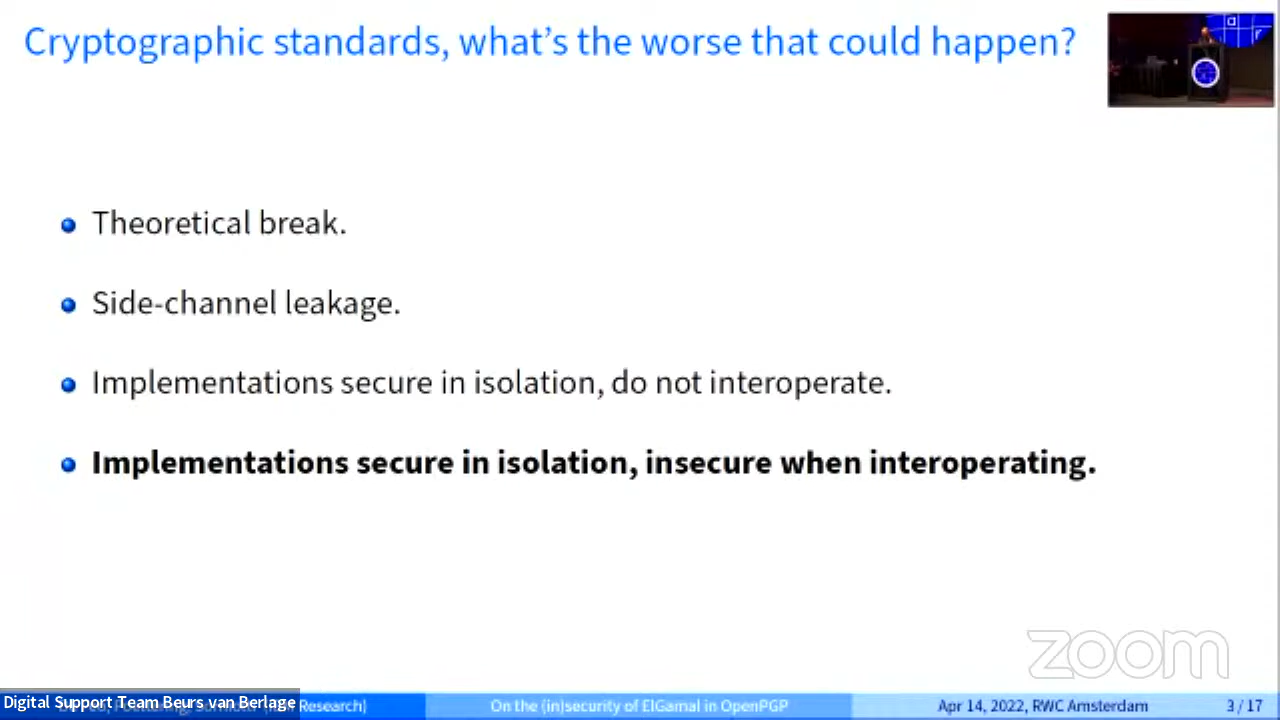 Cryptographic standards, what's the worse that could happen?
Theoretical break.
Side-channel leakage.
Implementations secure in isolation, do not interoperate.
Implementations secure in isolation, insecure when interoperating.
zoom
Digital Support Team Beurs van Berlage
Research)
On the (in)security of ElGamal in OpenPGP
Apr 14, 2022, RWC Amsterdam
3 / 17